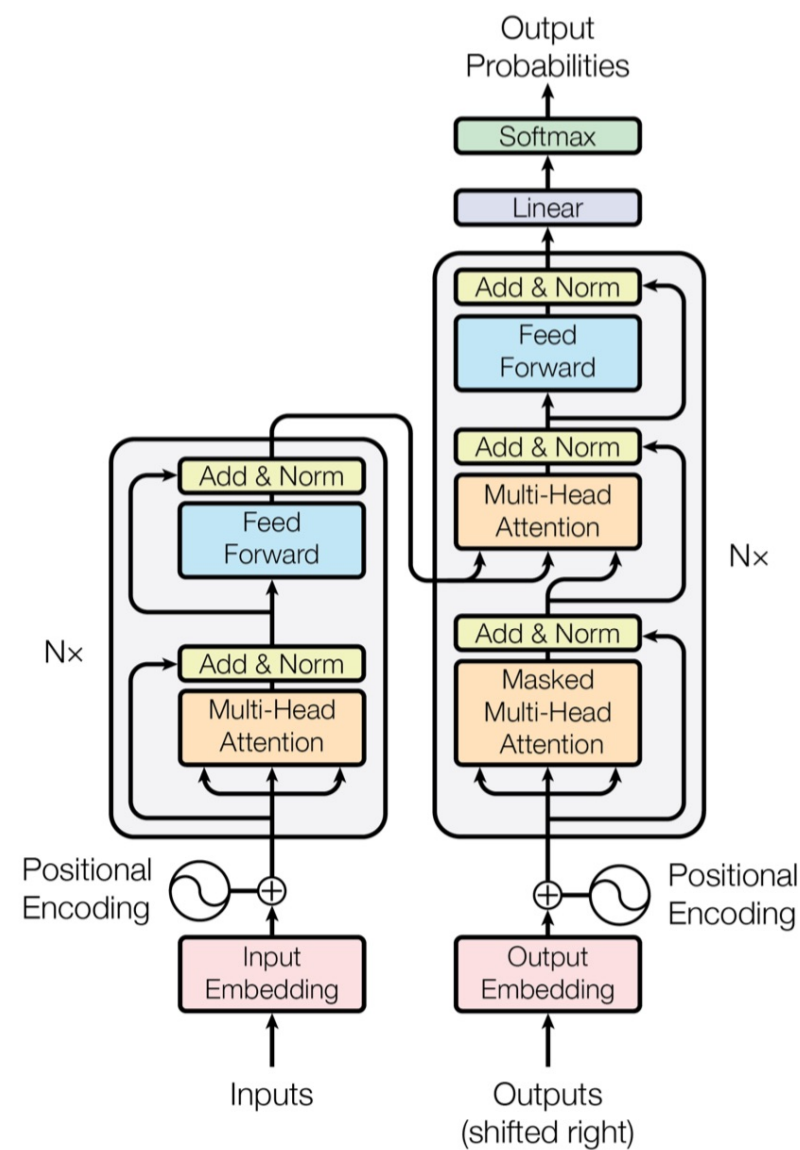 Output
Probabilities
Softmax
Linear
Add & Norm
Feed
Forward
Add & Norm
Multi-Head
Attention
Nx
Add & Norm
Masked
Multi-Head
Attention
Add & Norm
Feed
Forward
Nx
Add & Norm
Multi-Head
Attention
Positional
Encoding
Positional
Encoding
Input
Embedding
Output
Embedding
Inputs
Outputs
(shifted right)